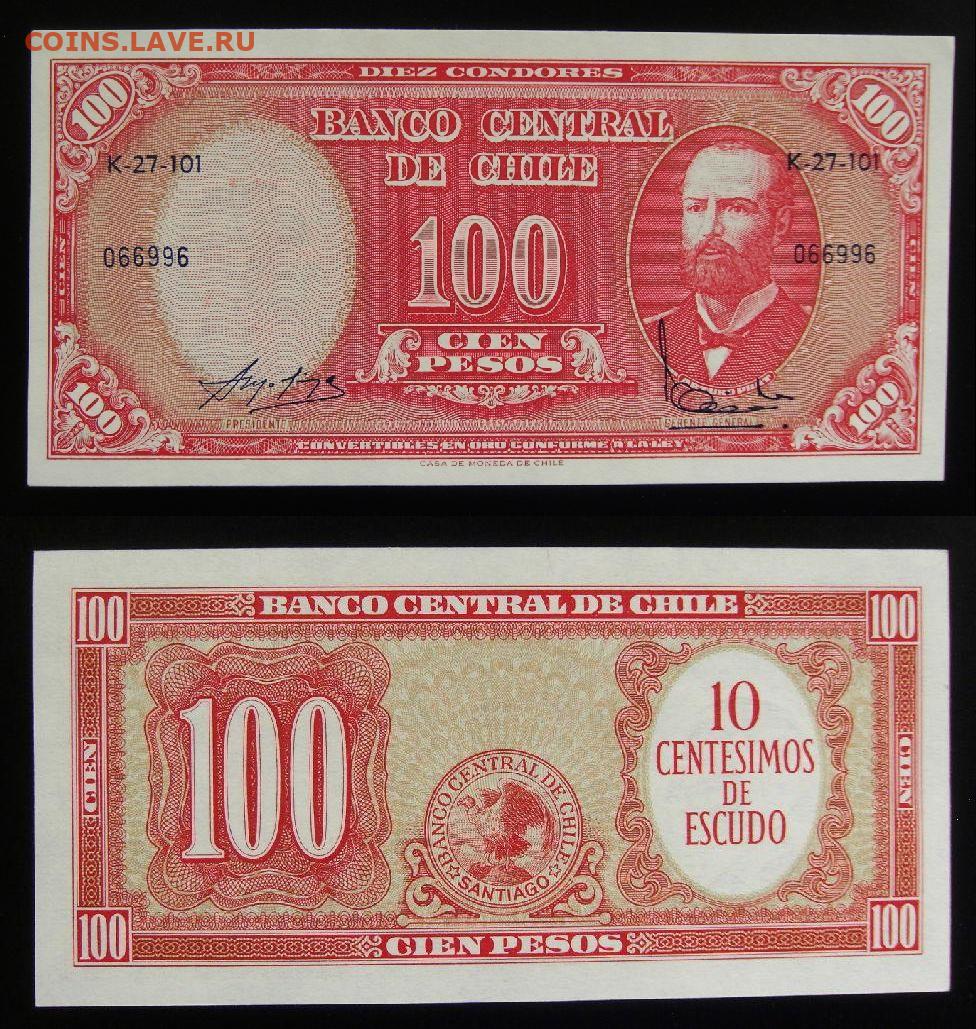 COINS.LAVE.RU
DIEZ CONDORES
100 100
BANCO CENTRAL
DE CHILE
K-27-101 K-27-101
100
066996 066996
CIEN CIEN
CIEN
PESOS
100 100
PRESIDENTE GERENTE GENERAL
CONVERTIBLES EN ORO CONFORME A LA LEY
CASA DE MONEDA DE CHILE
100 BANCO CENTRAL DE CHILE 100
100
10
CENTESIMOS
DE
ESCUDO
CIEN CIEN
BANCO CENTRAL DE CHILE
SANTIAGO
100 CIEN PESOS 100